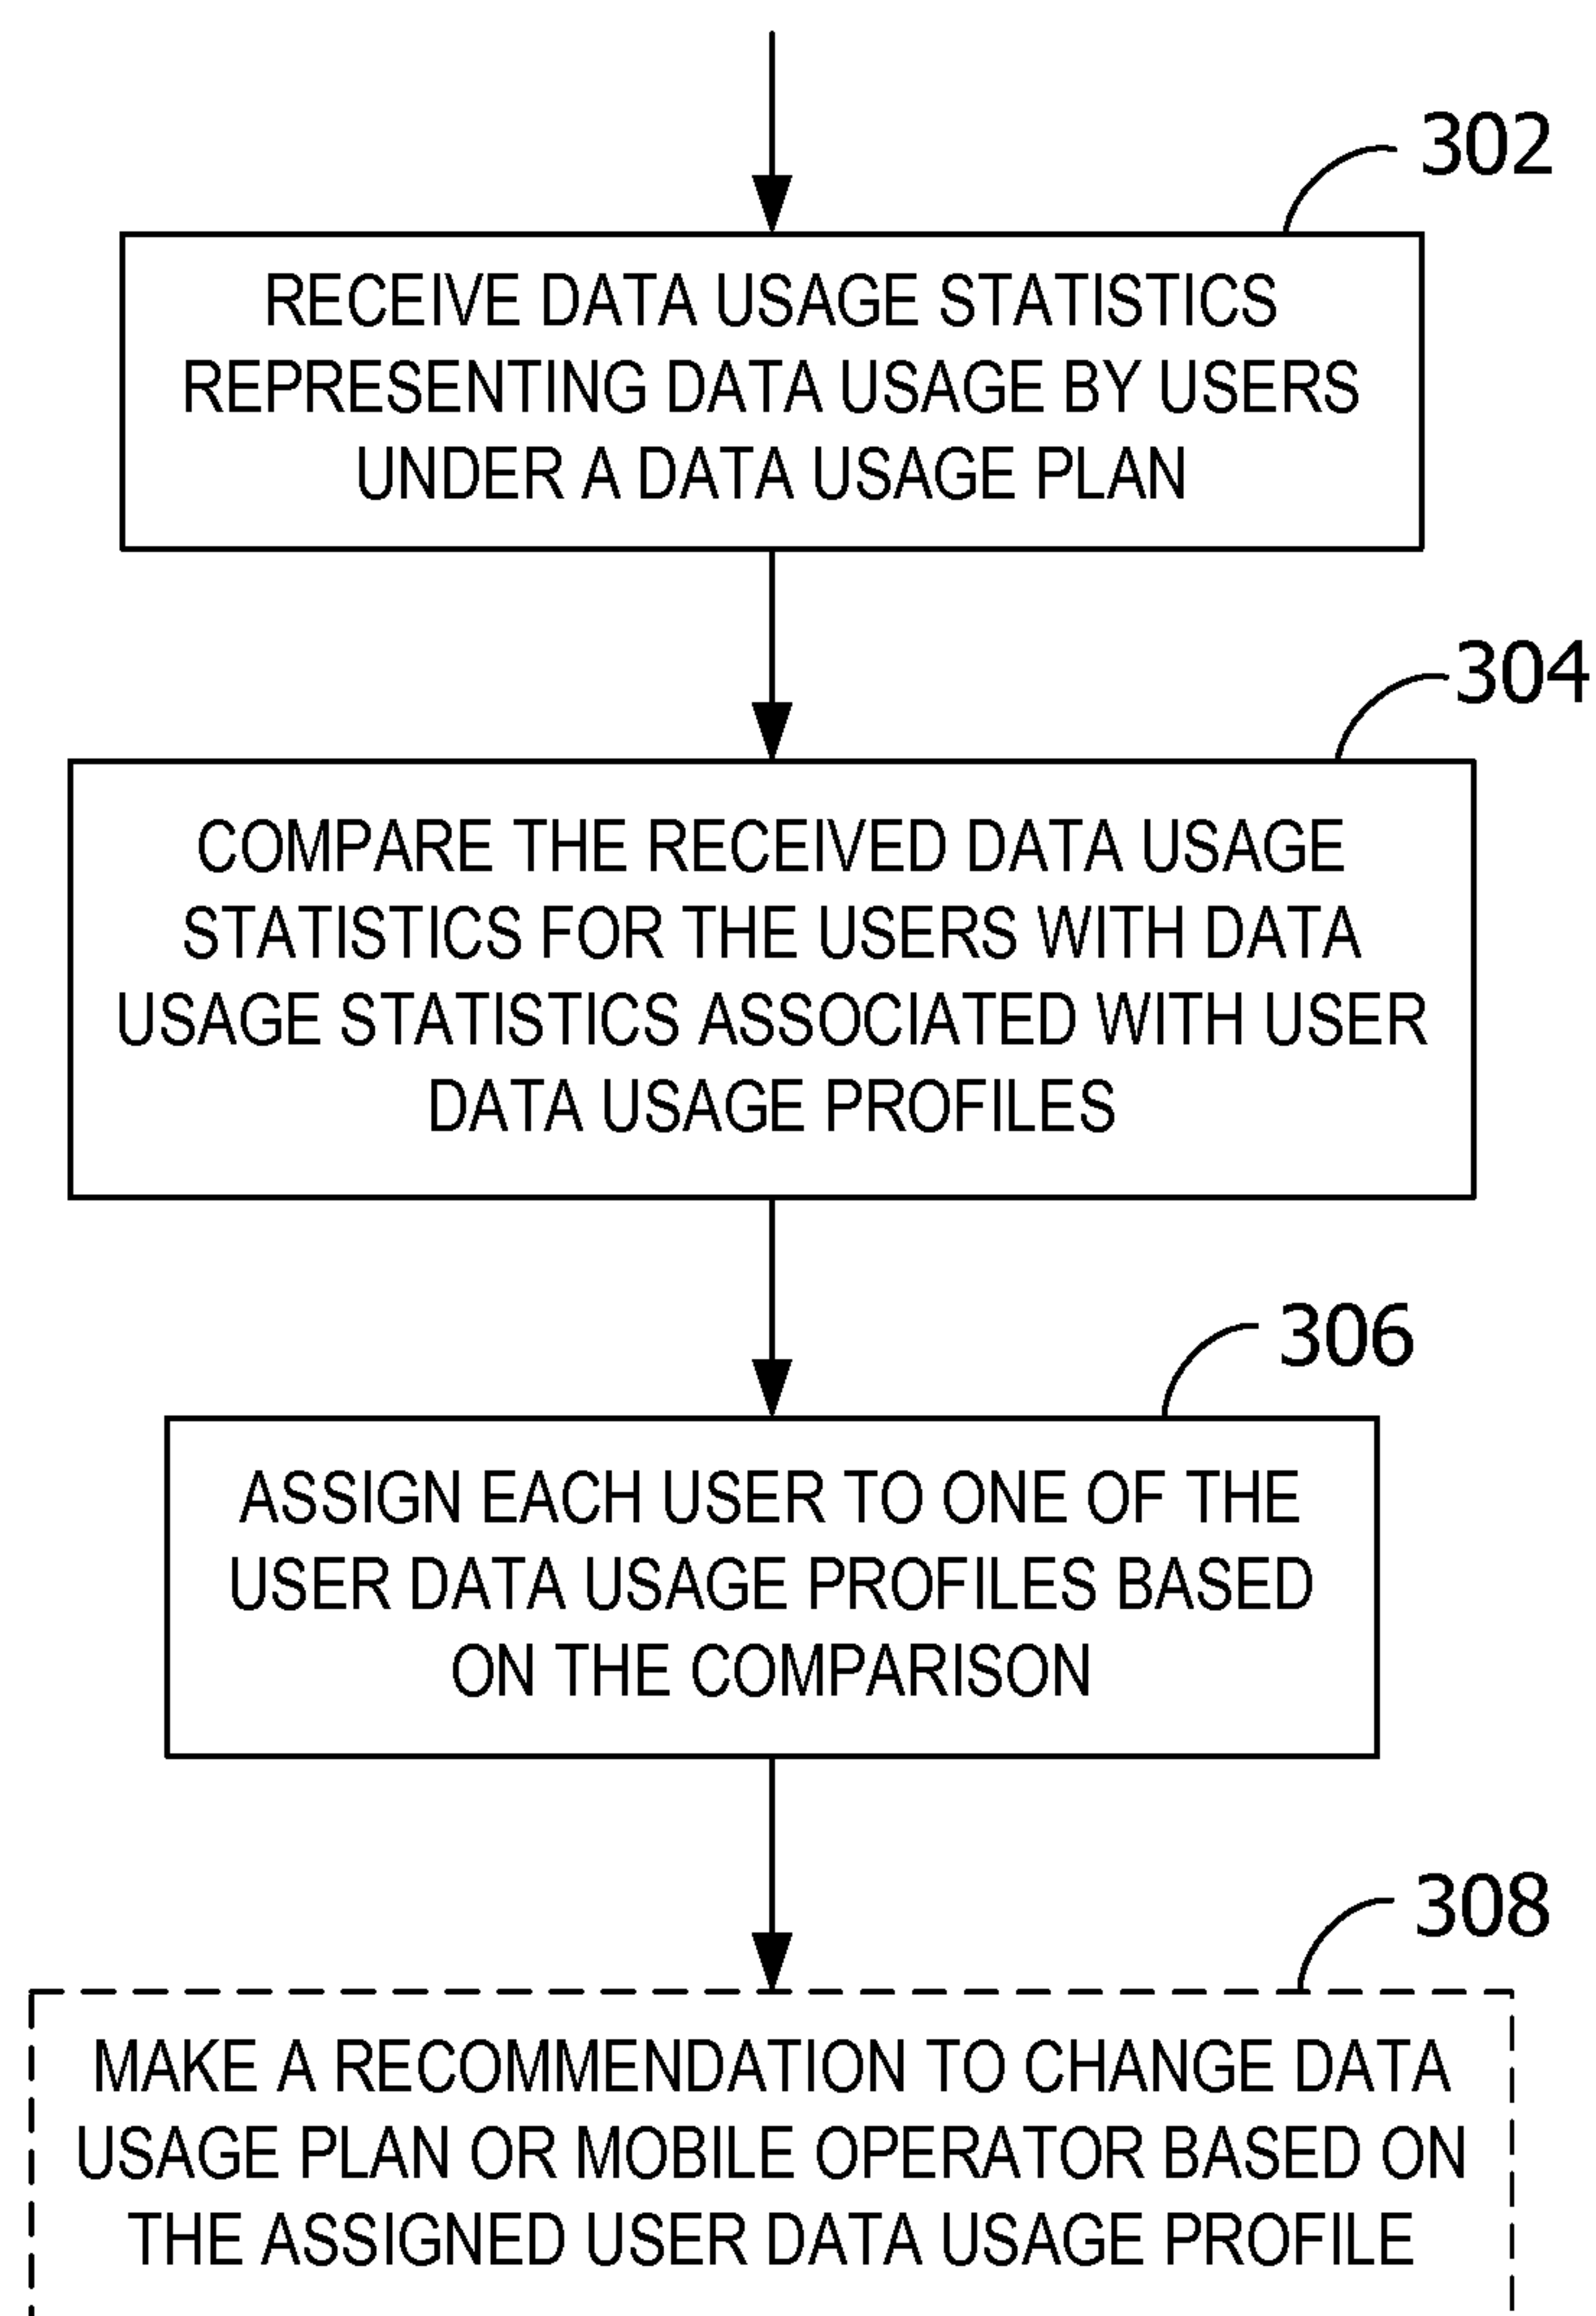 302
RECEIVE DATA USAGE STATISTICS
REPRESENTING DATA USAGE BY USERS
UNDER A DATA USAGE PLAN
304
COMPARE THE RECEIVED DATA USAGE
STATISTICS FOR THE USERS WITH DATA
USAGE STATISTICS ASSOCIATED WITH USER
DATA USAGE PROFILES
306
ASSIGN EACH USER TO ONE OF THE
USER DATA USAGE PROFILES BASED
ON THE COMPARISON
308
MAKE A RECOMMENDATION TO CHANGE DATA
USAGE PLAN OR MOBILE OPERATOR BASED ON
THE ASSIGNED USER DATA USAGE PROFILE